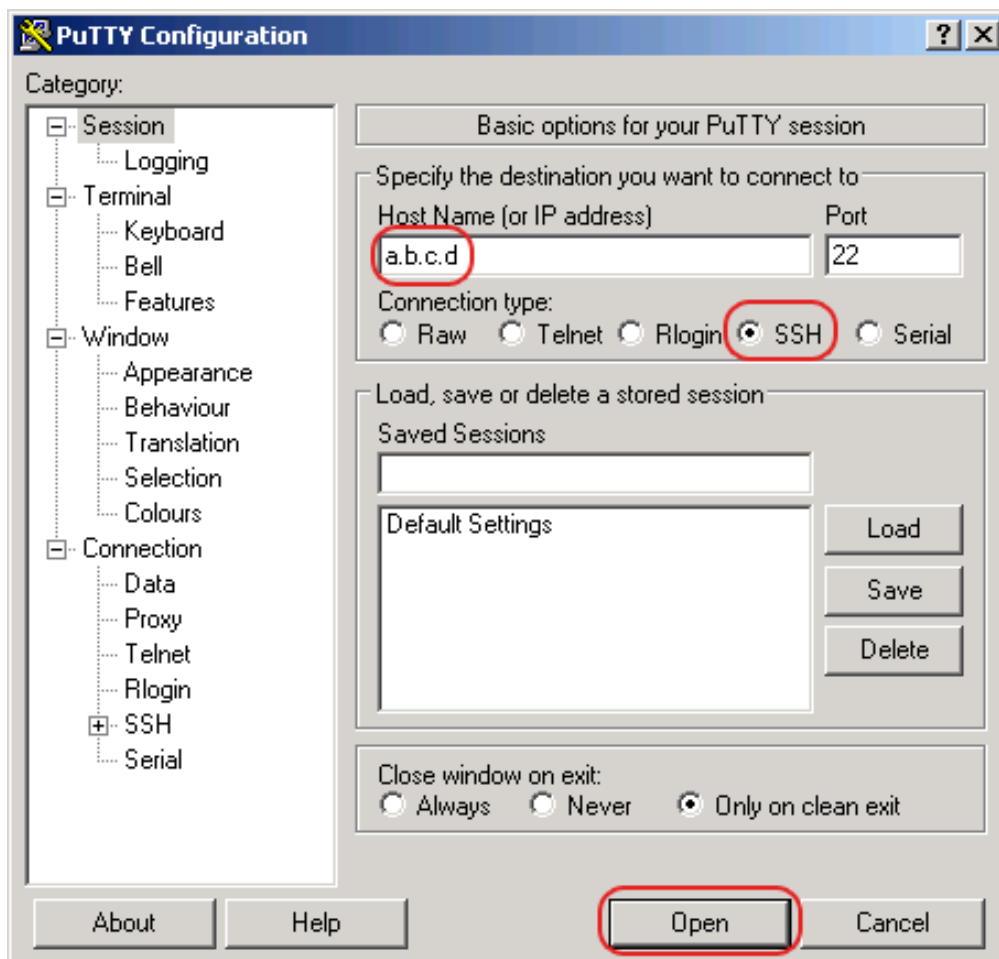 PuTTY Configuration
Category:
Session
Logging
Terminal
Keyboard
Bell
Features
Window
Appearance
Behaviour
Translation
Selection
Colours
Connection
Data
Proxy
Telnet
Rlogin
SSH
Serial
Basic options for your PuTTY session
Specify the destination you want to connect to
Host Name (or IP address) Port
a.b.c.d 22
Connection type:
Raw Telnet Rlogin SSH Serial
Load, save or delete a stored session
Saved Sessions
Default Settings
Load
Save
Delete
Close window on exit:
Always Never Only on clean exit
About Help Open Cancel